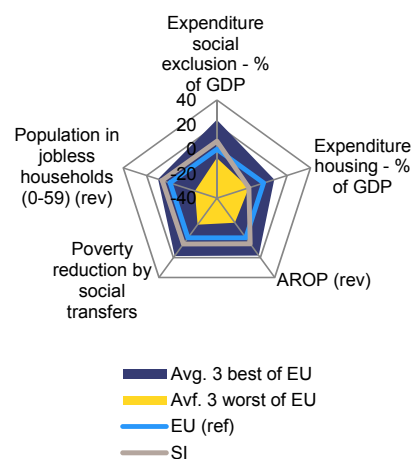 Expenditure
social
exclusion - %
of GDP
40
20
0
-20
-40
Expenditure
housing - %
of GDP
Population in
jobless
households
(0-59) (rev)
Poverty
reduction by
social
transfers
AROP (rev)
Avg. 3 best of EU
Avf. 3 worst of EU
EU (ref)
SI